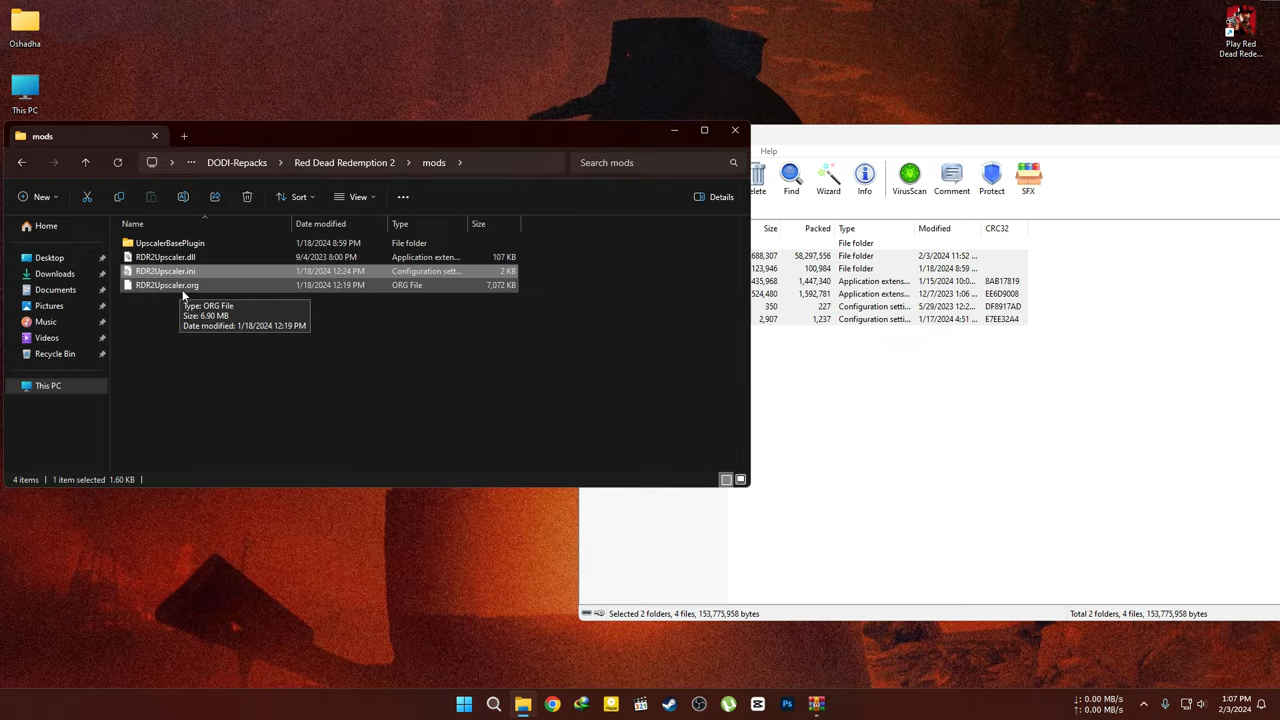 Oshadha
This PC
Play Red
Dead Rede...
mods
DODI-Repacks
Red Dead Redemption 2
mods
Search mods
New
Sort
View
Details
Home
Desktop
Downloads
Documents
Pictures
Music
Videos
Recycle Bin
This PC
Name Date modified Type Size
UpscalerBasePlugin 1/18/2024 8:59 PM File folder
RDR2Upscaler.dll 9/4/2023 8:00 PM Application exten... 107 KB
RDR2Upscaler.ini 1/18/2024 12:24 PM Configuration sett... 2 KB
RDR2Upscaler.org 1/18/2024 12:19 PM ORG File 7,072 KB
Type: ORG File
Size: 6.90 MB
Date modified: 1/18/2024 12:19 PM
4 items 1 item selected 1.60 KB
Help
Find Wizard Info VirusScan Comment Protect SFX
Size Packed Type Modified CRC32
File folder
688,307 58,297,556 File folder 2/3/2024 11:52 ...
123,946 100,984 File folder 1/18/2024 8:59 ...
435,968 1,447,340 Application extens... 1/15/2024 10:0... 8AB17819
524,480 1,592,781 Application extens... 12/7/2023 1:06 ... EE6D9008
350 227 Configuration setti... 5/29/2023 12:2... DF8917AD
2,907 1,237 Configuration setti... 1/17/2024 4:51 ... E7EE32A4
Selected 2 folders, 4 files, 153,775,958 bytes
Total 2 folders, 4 files, 153,775,958 bytes
↓: 0.00 MB/s
↑: 0.00 MB/s
1:07 PM
2/3/2024